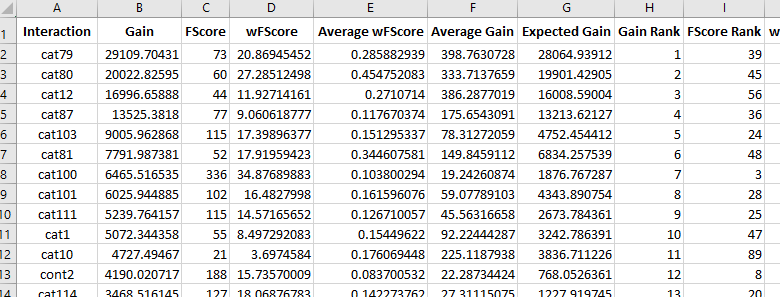 A B C D E F G H I
1 Interaction Gain FScore wFScore Average wFScore Average Gain Expected Gain Gain Rank FScore Rank w
2 cat79 29109.70431 73 20.86945452 0.285882939 398.7630728 28064.93912 1 39
3 cat80 20022.82595 60 27.28512498 0.454752083 333.7137659 19901.42905 2 45
4 cat12 16996.65888 44 11.92714161 0.2710714 386.2877019 16008.59004 3 56
5 cat87 13525.3818 77 9.060618777 0.117670374 175.6543091 13213.62127 4 36
6 cat103 9005.962868 115 17.39896377 0.151295337 78.31272059 4752.454412 5 24
7 cat81 7791.987381 52 17.91959423 0.344607581 149.8459112 6834.257539 6 48
8 cat100 6465.516535 336 34.87689883 0.103800294 19.24260874 1876.767287 7 3
9 cat101 6025.944885 102 16.4827998 0.161596076 59.07789103 4343.890754 8 28
10 cat111 5239.764157 115 14.57165652 0.126710057 45.56316658 2673.784361 9 25
11 cat1 5072.344358 55 8.497292083 0.15449622 92.22444287 3242.786391 10 47
12 cat10 4727.49467 21 3.6974584 0.176069448 225.1187938 3836.711226 11 89
13 cont2 4190.020717 188 15.73570009 0.083700532 22.28734424 768.0526361 12 8
14 cat114 3468.516145 127 18.06876783 0.142273762 27.31115075 1227.919745 13 20